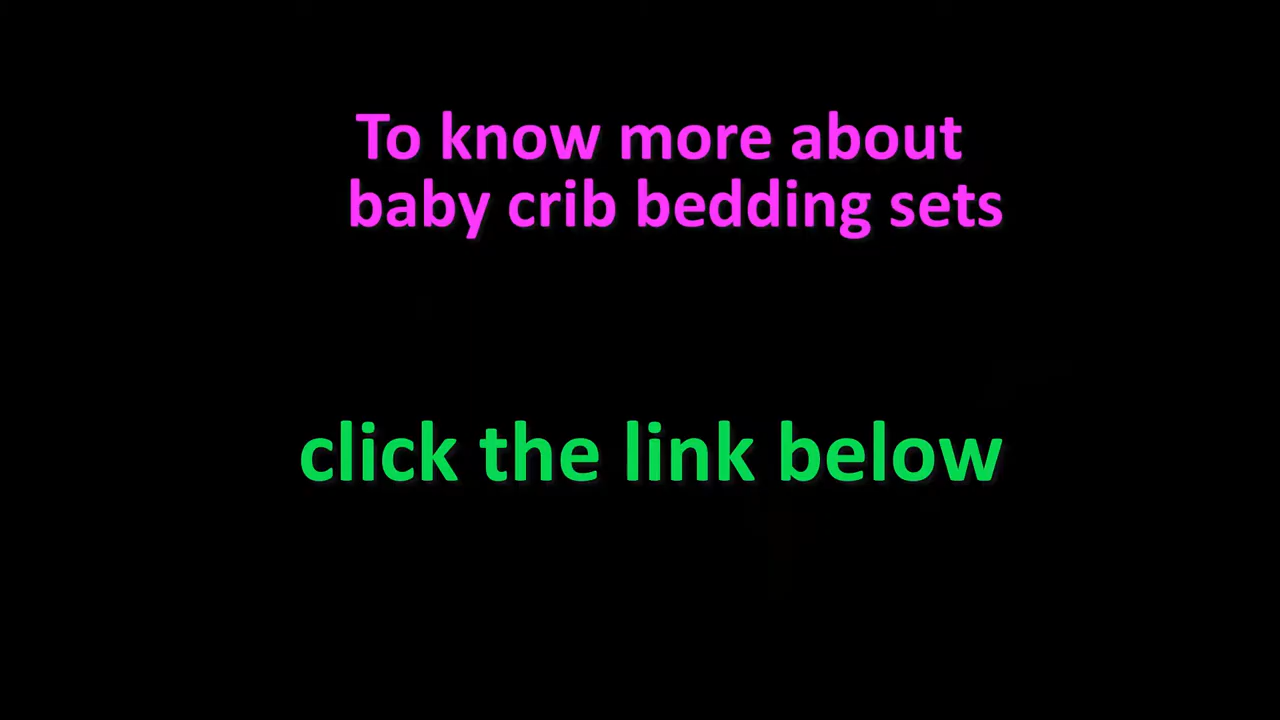 To know more about
baby crib bedding sets
click the link below